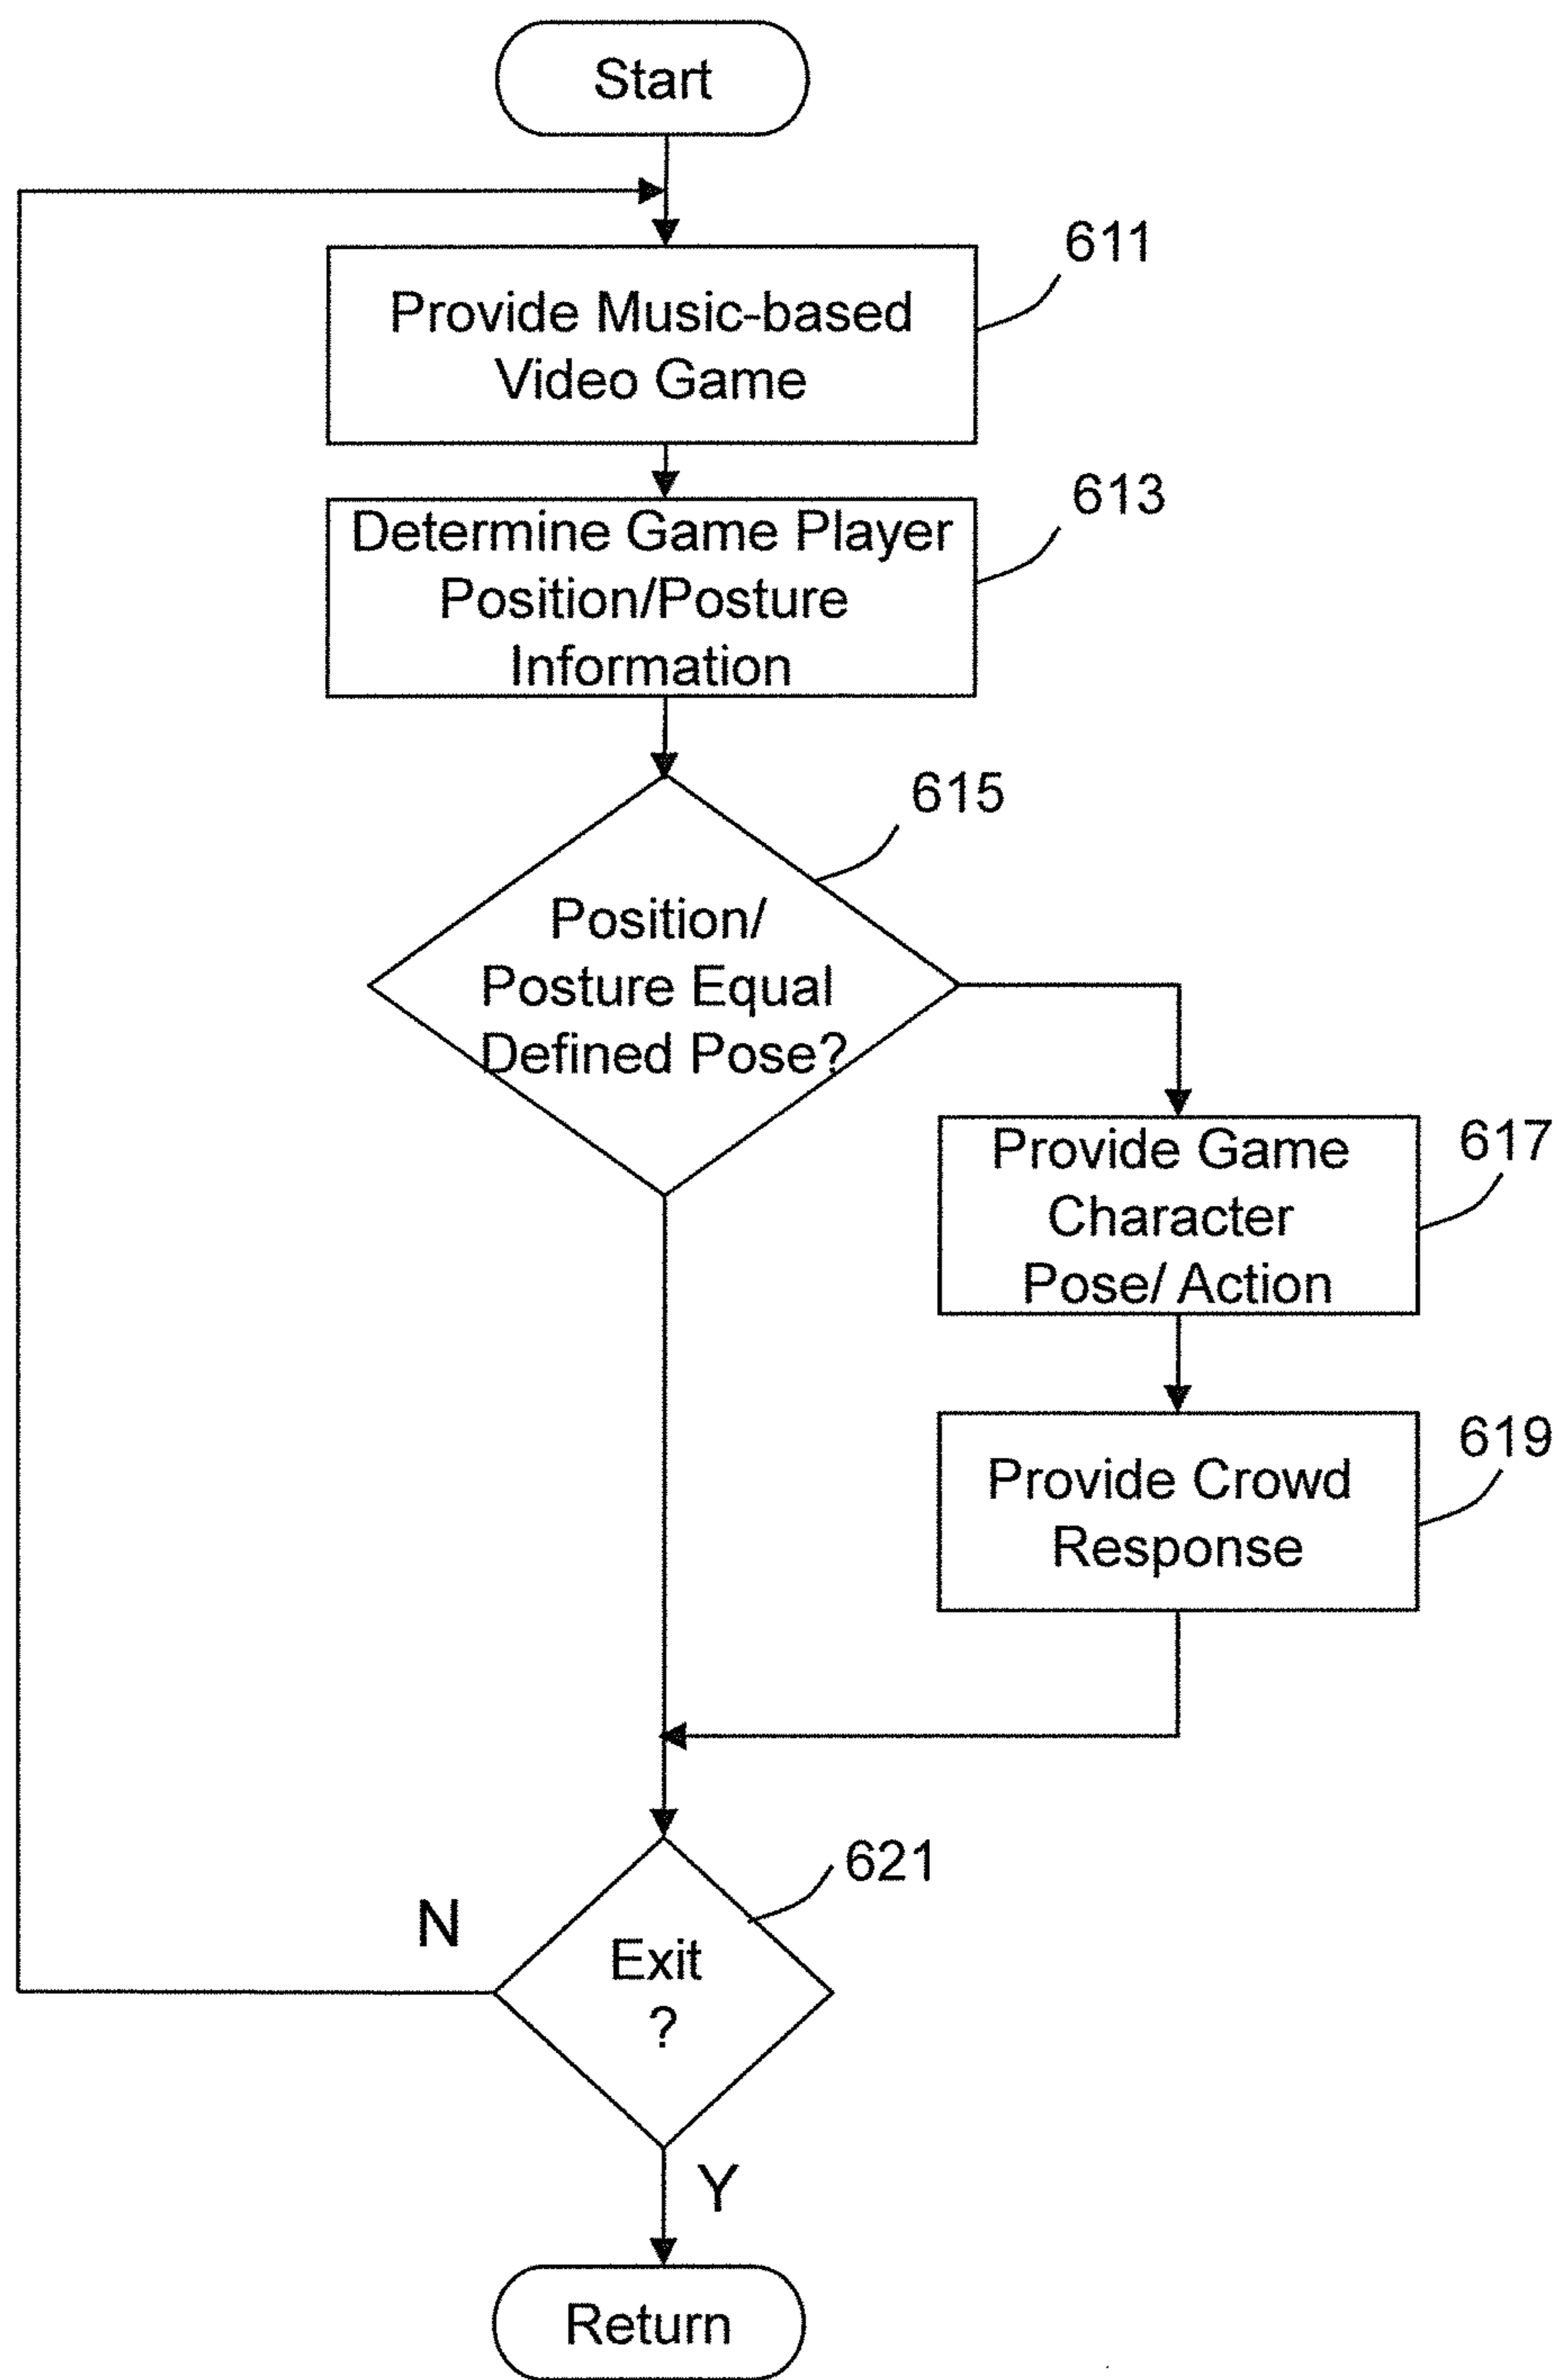 Start
611
Provide Music-based
Video Game
613
Determine Game Player
Position/Posture
Information
615
Position/
Posture Equal
Defined Pose?
617
Provide Game
Character
Pose/ Action
619
Provide Crowd
Response
621
N
Exit
?
Y
Return